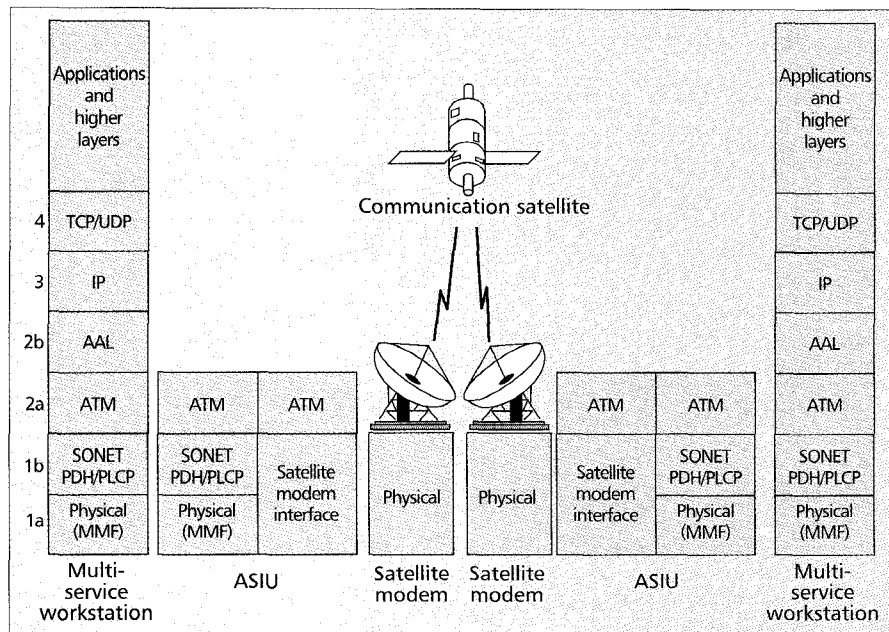 Applications
and
higher
layers
Applications
and
higher
layers
Communication satellite
4
TCP/UDP
TCP/UDP
3
IP
IP
2b
AAL
AAL
2a
ATM
ATM
ATM
ATM
ATM
ATM
1b
SONET
PDH/PLCP
SONET
PDH/PLCP
Satellite
modem
interface
Physical
Physical
Satellite
modem
interface
SONET
PDH/PLCP
SONET
PDH/PLCP
1a
Physical
(MMF)
Physical
(MMF)
Physical
(MMF)
Physical
(MMF)
Multi-
service
workstation
ASIU
Satellite
modem
Satellite
modem
ASIU
Multi-
service
workstation